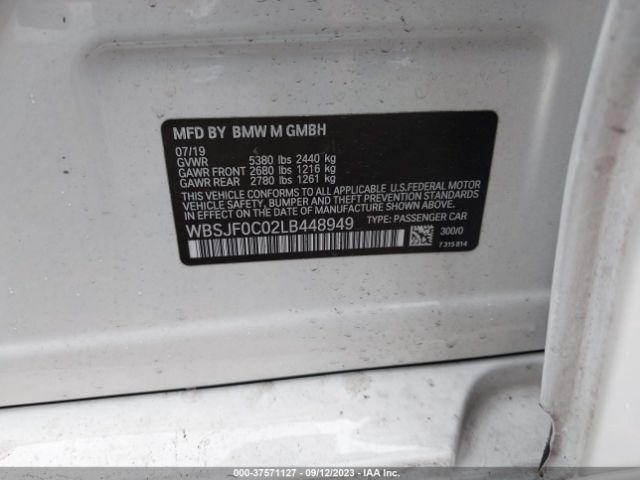 MFD BY BMW M GMBH
07/19
GVWR 5380 lbs 2440 kg
GAWR FRONT 2680 lbs 1216 kg
GAWR REAR 2780 lbs 1261 kg
THIS VEHICLE CONFORMS TO ALL APPLICABLE U.S.FEDERAL MOTOR
VEHICLE SAFETY, BUMPER, AND THEFT PREVENTION STANDARDS
IN EFFECT ON THE DATE OF MANUFACTURE SHOWN ABOVE.
WBSJF0C02LB448949 TYPE: PASSENGER CAR
300/0
7 315 814
000-37571127 - 09/12/2023 - IAA Inc.